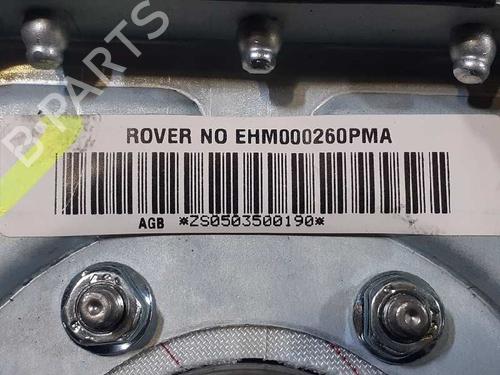 B-PARTS
ROVER NO EHM000260PMA
AGB *ZS0503500190*